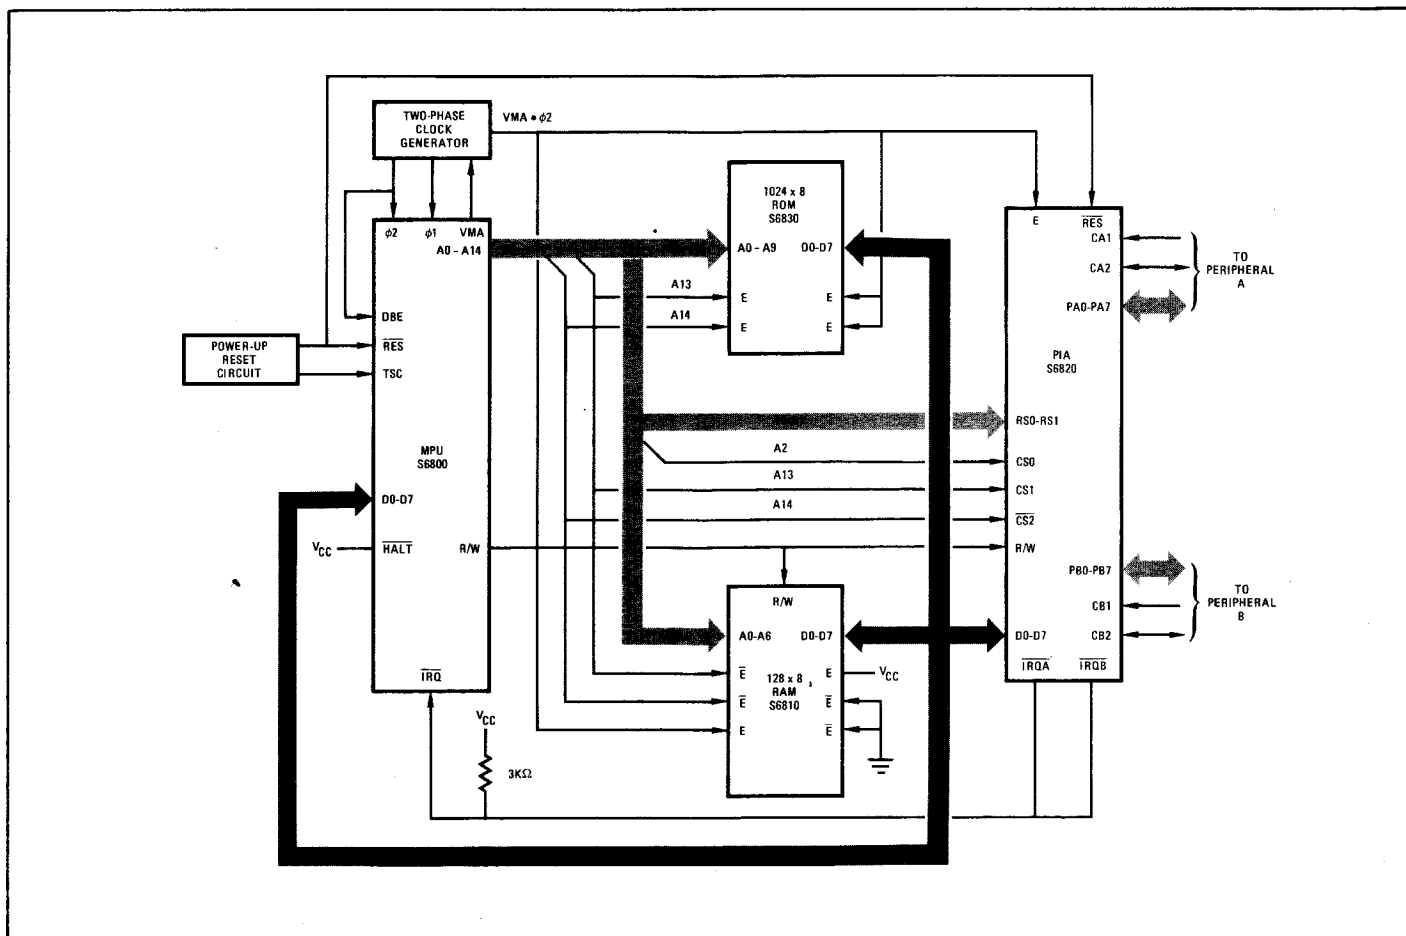 TWO-PHASE
CLOCK
GENERATOR
VMA • ϕ2
ϕ2
ϕ1
VMA
A0 – A14
DBE
RES
TSC
POWER-UP
RESET
CIRCUIT
MPU
S6800
D0-D7
VCC
HALT
R/W
IRQ
VCC
3KΩ
1024 x 8
ROM
S6830
A0 – A9
D0-D7
A13
E
E
A14
E
E
A2
A13
A14
R/W
A0-A6
D0-D7
E
128 x 8
RAM
S6810
E
VCC
E
E
E
E
E
RES
CA1
CA2
PA0-PA7
TO
PERIPHERAL
A
PIA
S6820
RS0-RS1
CS0
CS1
CS2
R/W
PB0-PB7
CB1
CB2
TO
PERIPHERAL
B
D0-D7
IRQA
IRQB